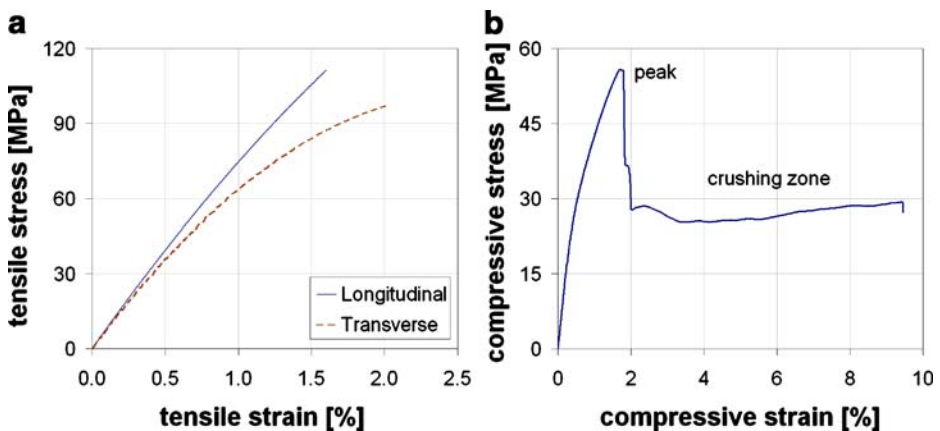 a
tensile stress [MPa]
120
90
60
30
0
0.0 0.5 1.0 1.5 2.0 2.5
tensile strain [%]
Longitudinal
Transverse
b
compressive stress [MPa]
60
45
30
15
0
0 2 4 6 8 10
compressive strain [%]
peak
crushing zone